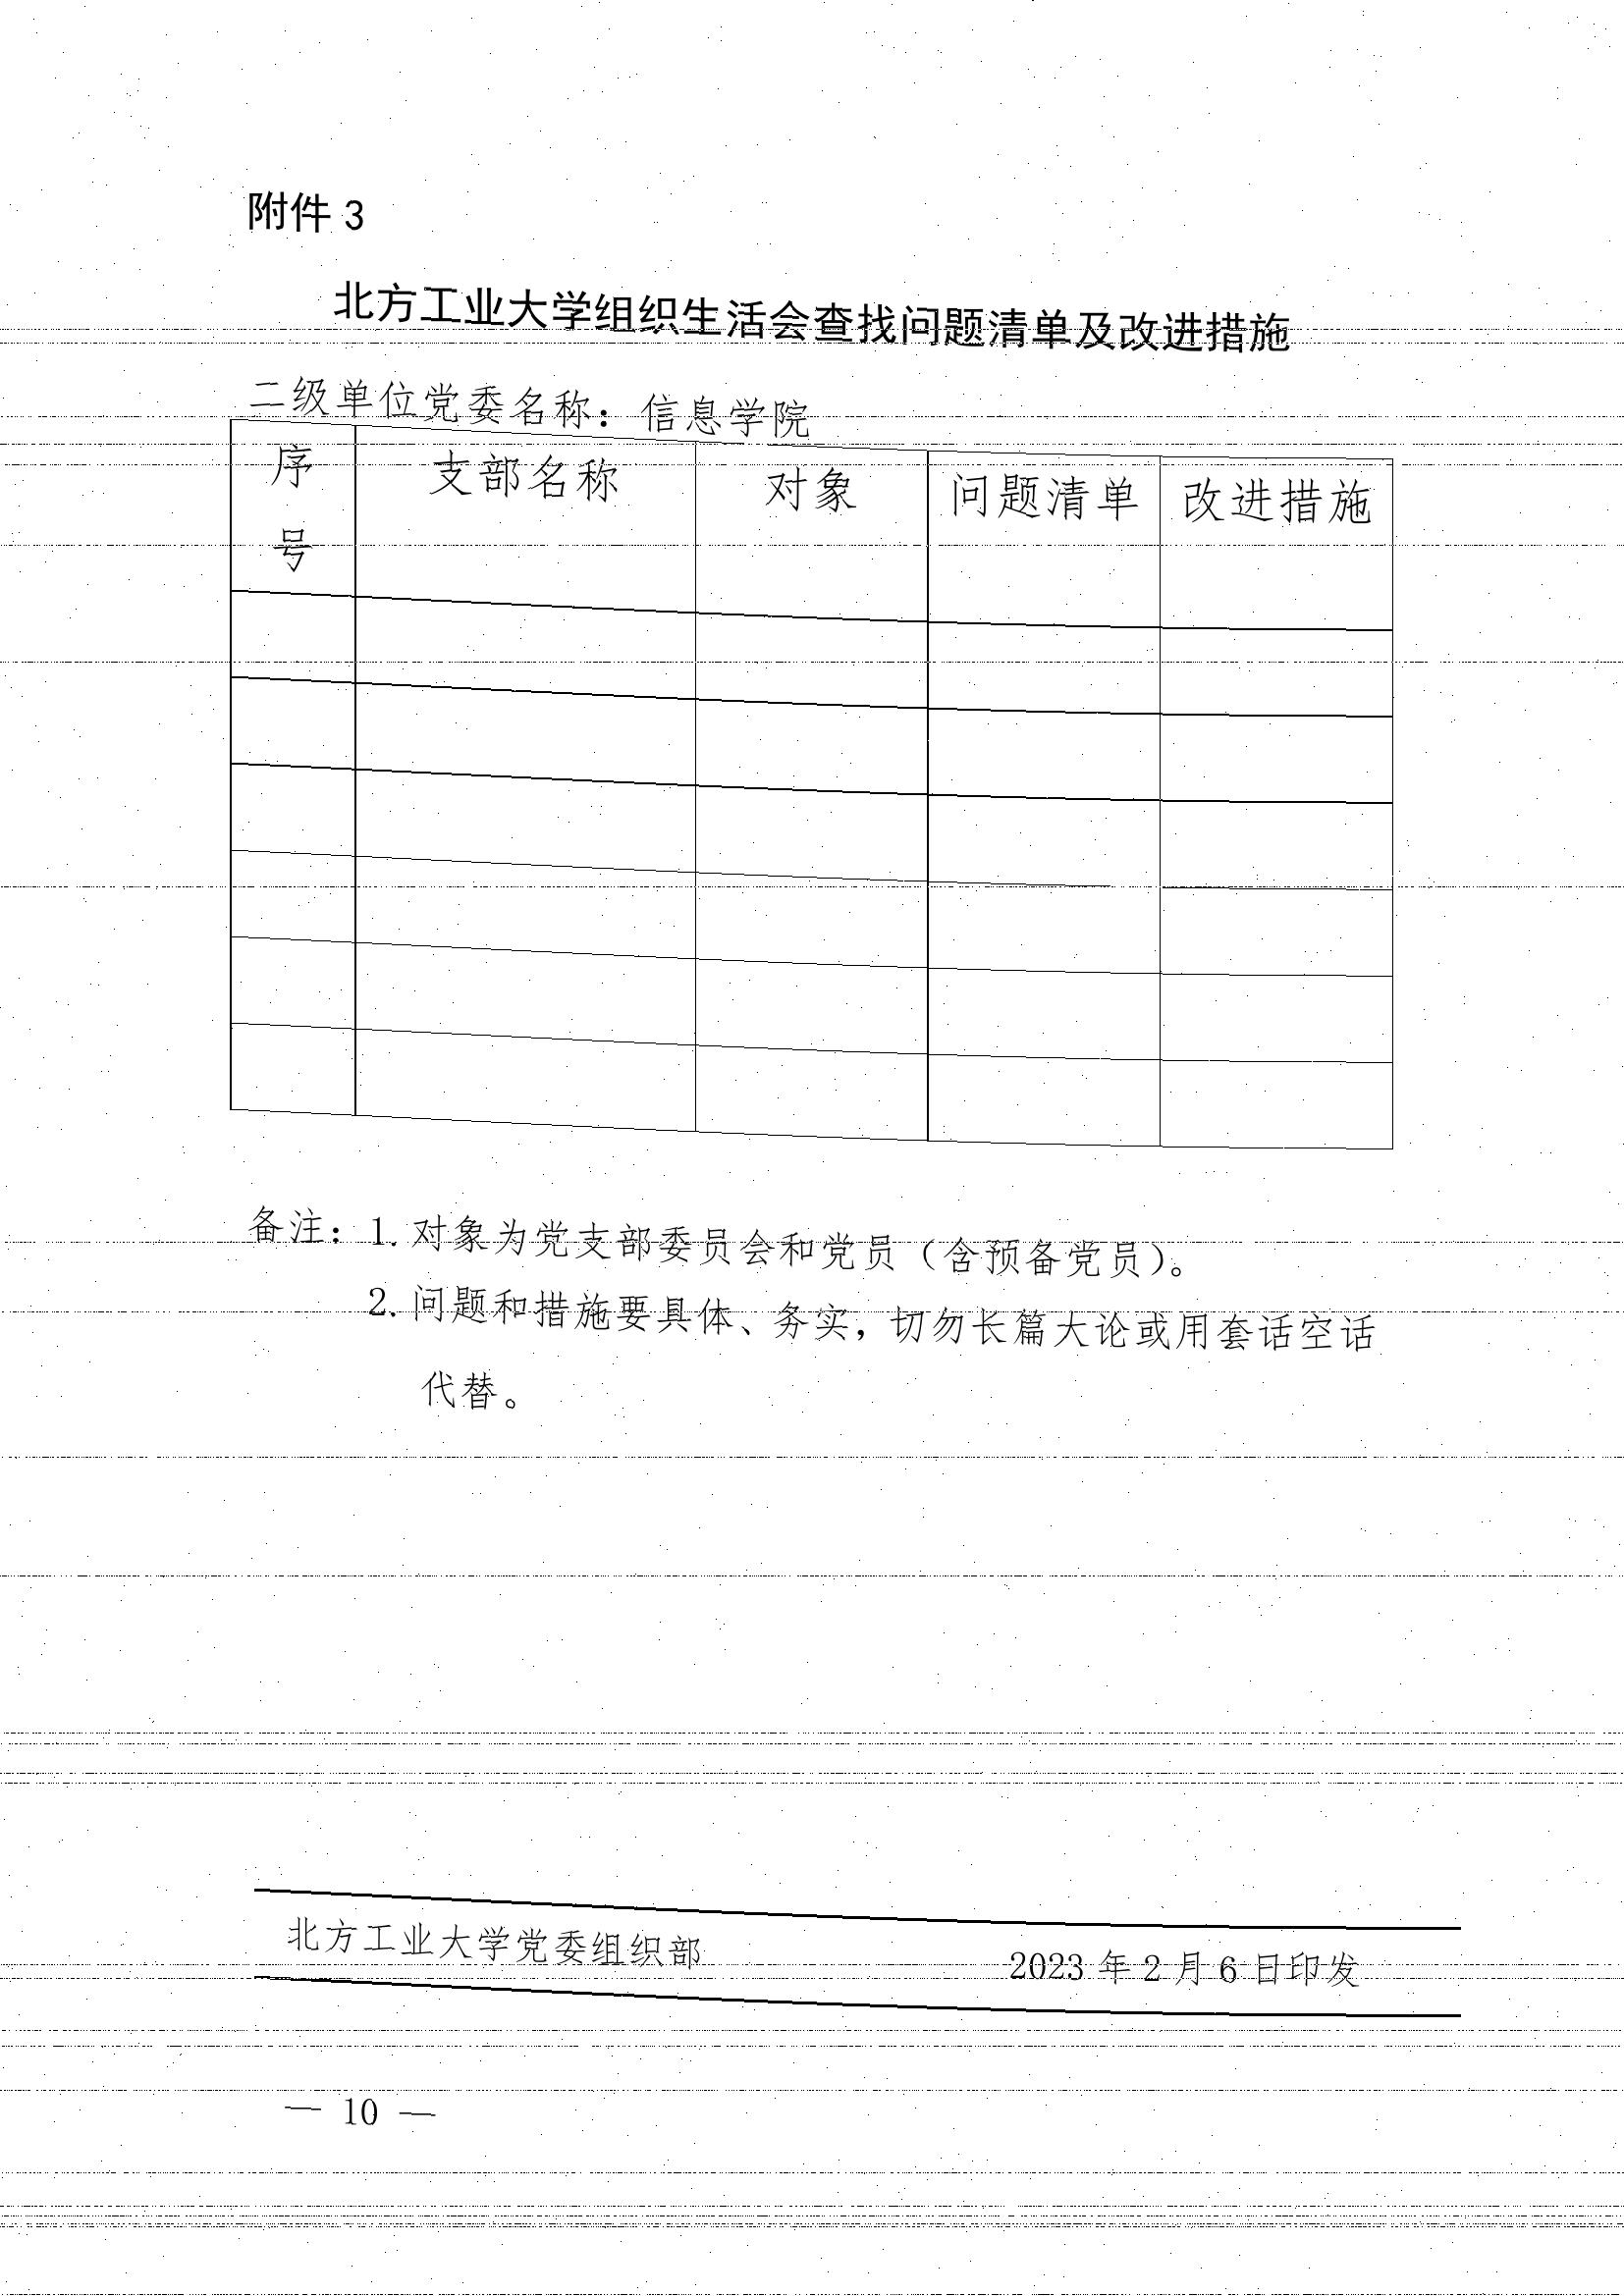 附件 3
北方工业大学组织生活会查找问题清单及改进措施
二级单位党委名称：信息学院
序号 支部名称 对象 问题清单 改进措施
备注：1. 对象为党支部委员会和党员（含预备党员）。
2. 问题和措施要具体、务实，切勿长篇大论或用套话空话
代替。
北方工业大学党委组织部 2023 年 2 月 6 日印发
— 10 —